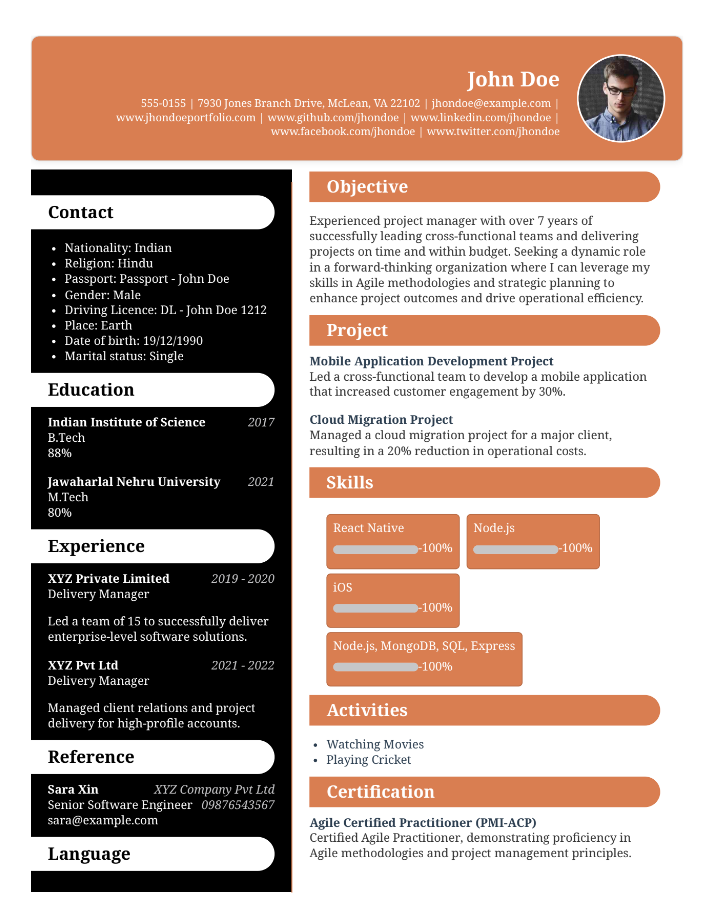 John Doe
555-0155 | 7930 Jones Branch Drive, McLean, VA 22102 | jhondoe@example.com |
www.jhondoeportfolio.com | www.github.com/jhondoe | www.linkedin.com/jhondoe |
www.facebook.com/jhondoe | www.twitter.com/jhondoe
Contact
• Nationality: Indian
• Religion: Hindu
• Passport: Passport - John Doe
• Gender: Male
• Driving Licence: DL - John Doe 1212
• Place: Earth
• Date of birth: 19/12/1990
• Marital status: Single
Education
Indian Institute of Science 2017
B.Tech
88%
Jawaharlal Nehru University 2021
M.Tech
80%
Experience
XYZ Private Limited 2019 - 2020
Delivery Manager
Led a team of 15 to successfully deliver
enterprise-level software solutions.
XYZ Pvt Ltd 2021 - 2022
Delivery Manager
Managed client relations and project
delivery for high-profile accounts.
Reference
Sara Xin XYZ Company Pvt Ltd
Senior Software Engineer 09876543567
sara@example.com
Language
Objective
Experienced project manager with over 7 years of
successfully leading cross-functional teams and delivering
projects on time and within budget. Seeking a dynamic role
in a forward-thinking organization where I can leverage my
skills in Agile methodologies and strategic planning to
enhance project outcomes and drive operational efficiency.
Project
Mobile Application Development Project
Led a cross-functional team to develop a mobile application
that increased customer engagement by 30%.
Cloud Migration Project
Managed a cloud migration project for a major client,
resulting in a 20% reduction in operational costs.
Skills
React Native
-100%
Node.js
-100%
iOS
-100%
Node.js, MongoDB, SQL, Express
-100%
Activities
• Watching Movies
• Playing Cricket
Certification
Agile Certified Practitioner (PMI-ACP)
Certified Agile Practitioner, demonstrating proficiency in
Agile methodologies and project management principles.